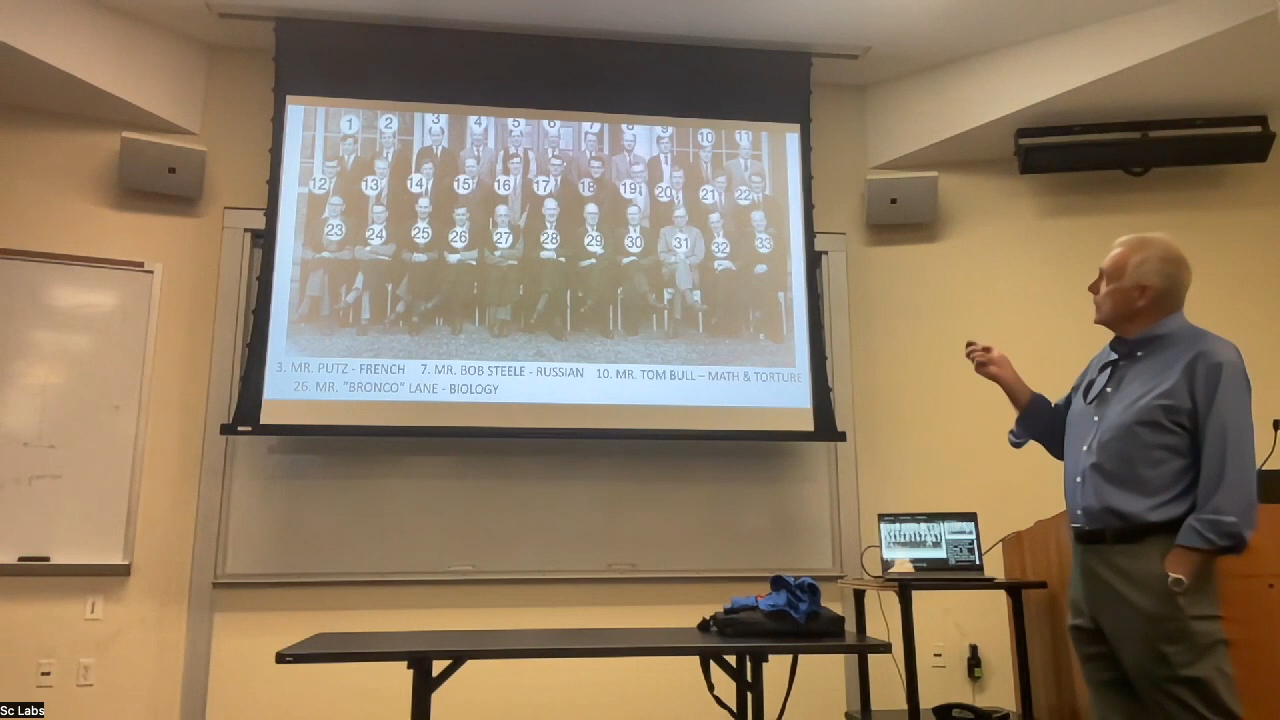 1 2 3 4 5 6 7 8 9 10 11
12 13 14 15 16 17 18 19 20 21 22
23 24 25 26 27 28 29 30 31 32 33
3. MR. PUTZ - FRENCH 7. MR. BOB STEELE - RUSSIAN 10. MR. TOM BULL – MATH & TORTURE
26. MR. "BRONCO" LANE - BIOLOGY
Sc Labs